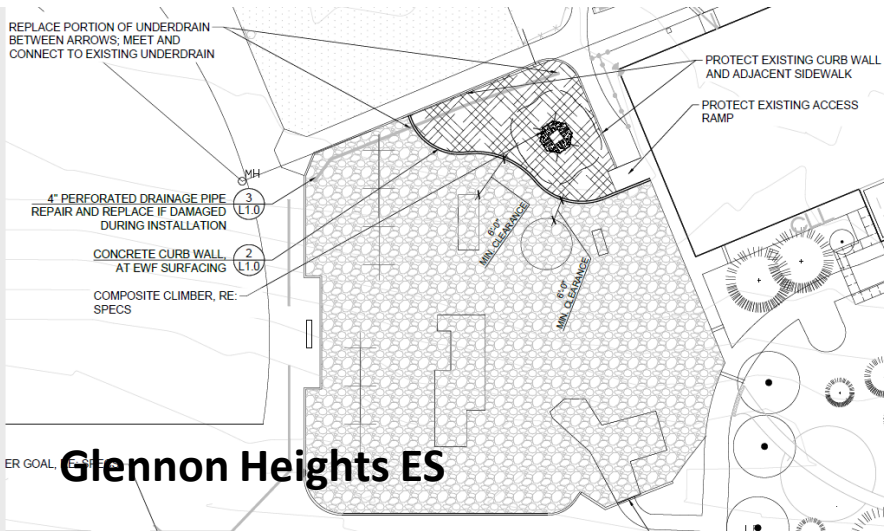 REPLACE PORTION OF UNDERDRAIN
BETWEEN ARROWS; MEET AND
CONNECT TO EXISTING UNDERDRAIN
PROTECT EXISTING CURB WALL
AND ADJACENT SIDEWALK
PROTECT EXISTING ACCESS
RAMP
MH
4" PERFORATED DRAINAGE PIPE
REPAIR AND REPLACE IF DAMAGED
DURING INSTALLATION
3
L1.0
CONCRETE CURB WALL,
AT EWF SURFACING
2
L1.0
COMPOSITE CLIMBER, RE:
SPECS
6'-0"
MIN. CLEARANCE
6'-0"
MIN. CLEARANCE
ER GOAL, RE: SPECS
Glennon Heights ES